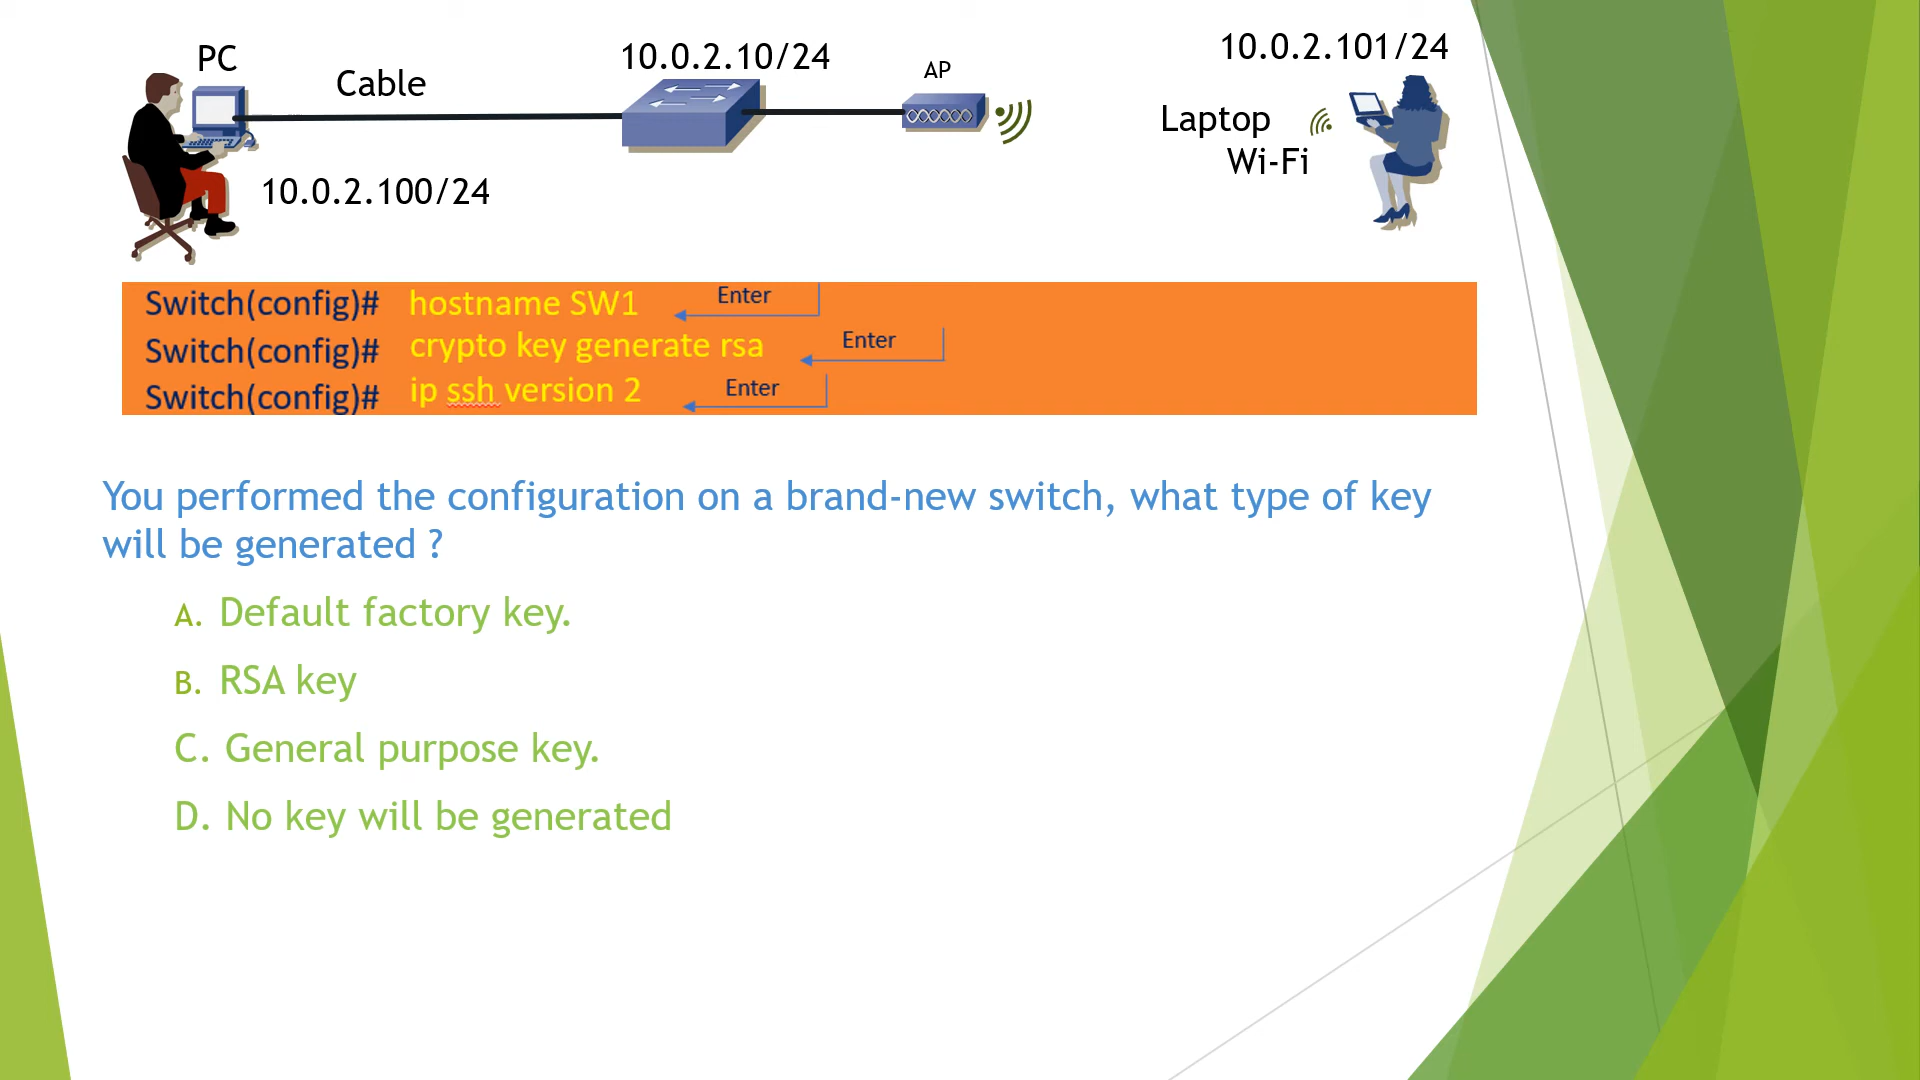 PC
Cable
10.0.2.10/24
AP
10.0.2.101/24
Laptop
Wi-Fi
10.0.2.100/24
Switch(config)# hostname SW1 Enter
Switch(config)# crypto key generate rsa Enter
Switch(config)# ip ssh version 2 Enter
You performed the configuration on a brand-new switch, what type of key
will be generated ?
A. Default factory key.
B. RSA key
C. General purpose key.
D. No key will be generated